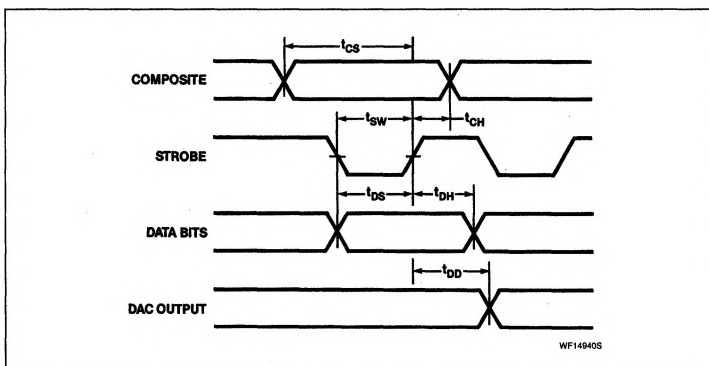 tCS
COMPOSITE
tSW
tCH
STROBE
tDS
tDH
DATA BITS
tDD
DAC OUTPUT
WF14940S